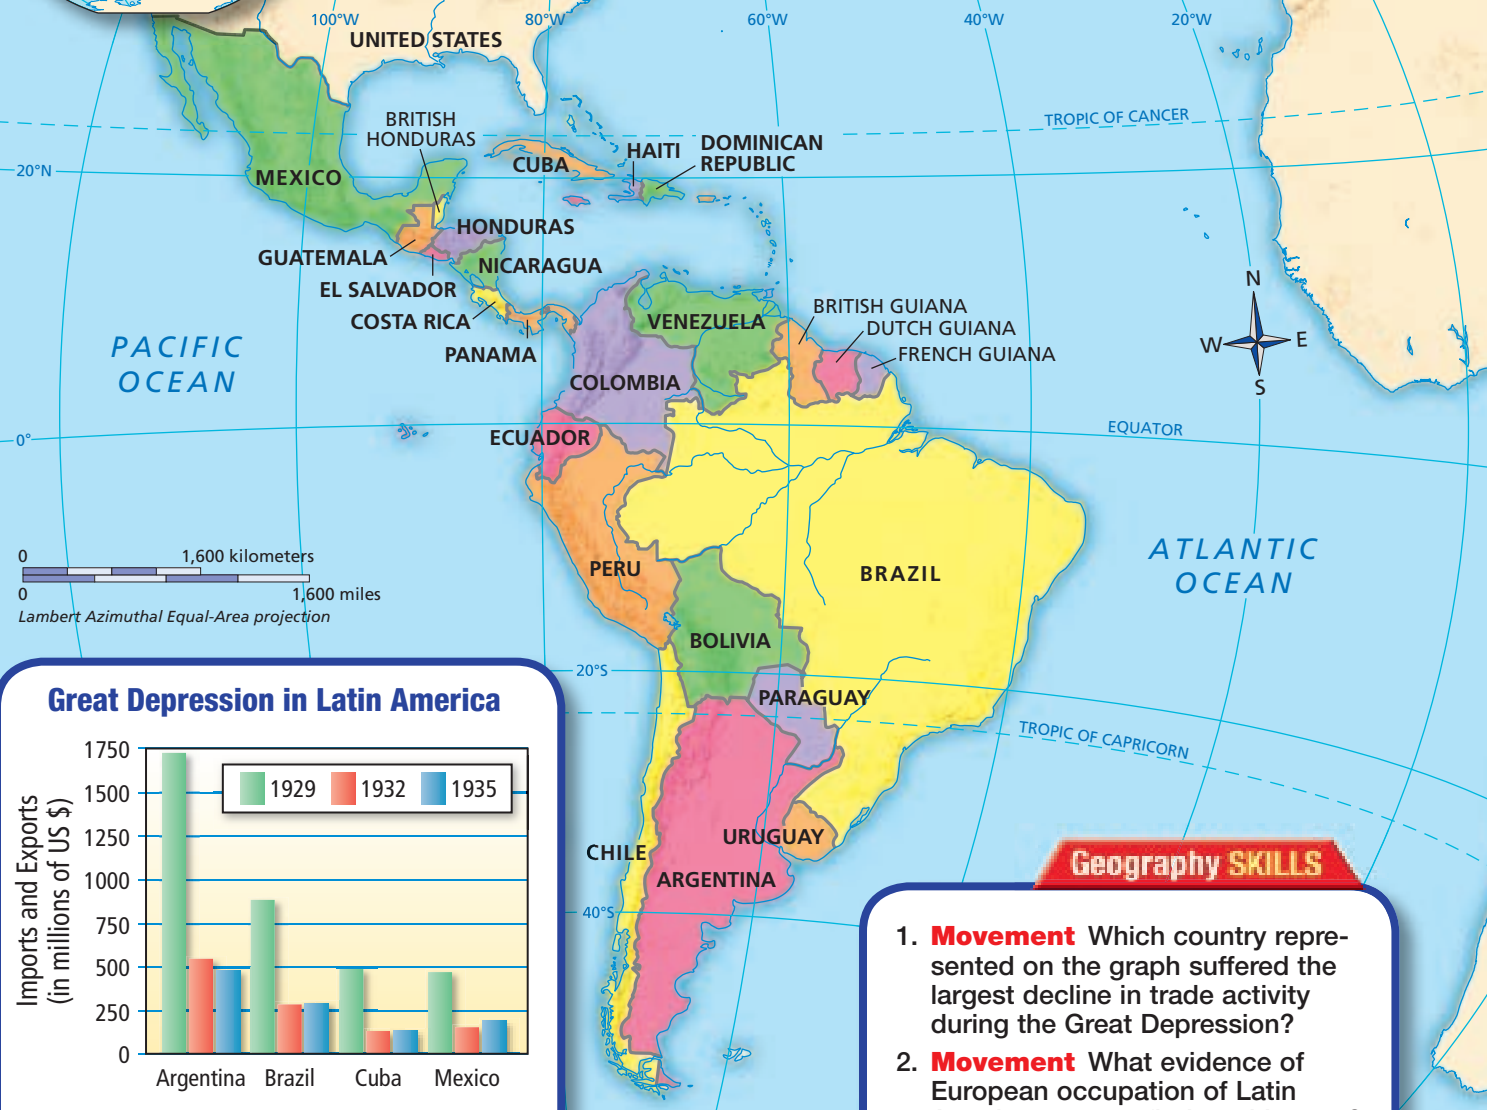 100°W
80°W
60°W
40°W
20°W
UNITED STATES
BRITISH
HONDURAS
TROPIC OF CANCER
20°N
MEXICO
CUBA
HAITI
DOMINICAN
REPUBLIC
HONDURAS
GUATEMALA
NICARAGUA
EL SALVADOR
COSTA RICA
PANAMA
VENEZUELA
BRITISH GUIANA
DUTCH GUIANA
FRENCH GUIANA
N
W
E
S
PACIFIC
OCEAN
COLOMBIA
0°
ECUADOR
EQUATOR
0
1,600 kilometers
0
1,600 miles
Lambert Azimuthal Equal-Area projection
PERU
BRAZIL
ATLANTIC
OCEAN
BOLIVIA
20°S
PARAGUAY
TROPIC OF CAPRICORN
CHILE
URUGUAY
ARGENTINA
40°S
Great Depression in Latin America
Imports and Exports
(in millions of US $)
1750
1500
1250
1000
750
500
250
0
1929
1932
1935
Argentina
Brazil
Cuba
Mexico
Geography SKILLS
1. Movement Which country repre-
sented on the graph suffered the
largest decline in trade activity
during the Great Depression?
2. Movement What evidence of
European occupation of Latin